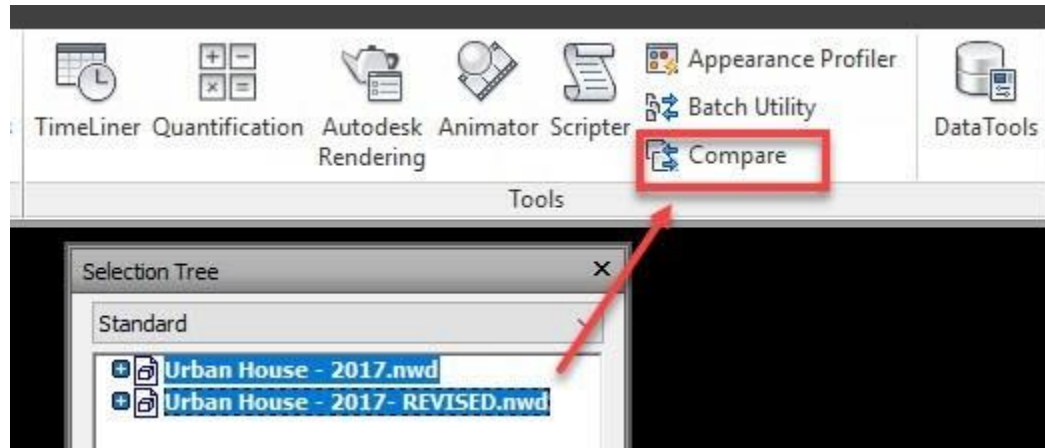 TimeLiner Quantification Autodesk Rendering Animator Scripter
Appearance Profiler
Batch Utility
Compare
DataTools
Tools
Selection Tree
Standard
Urban House - 2017.nwd
Urban House - 2017- REVISED.nwd